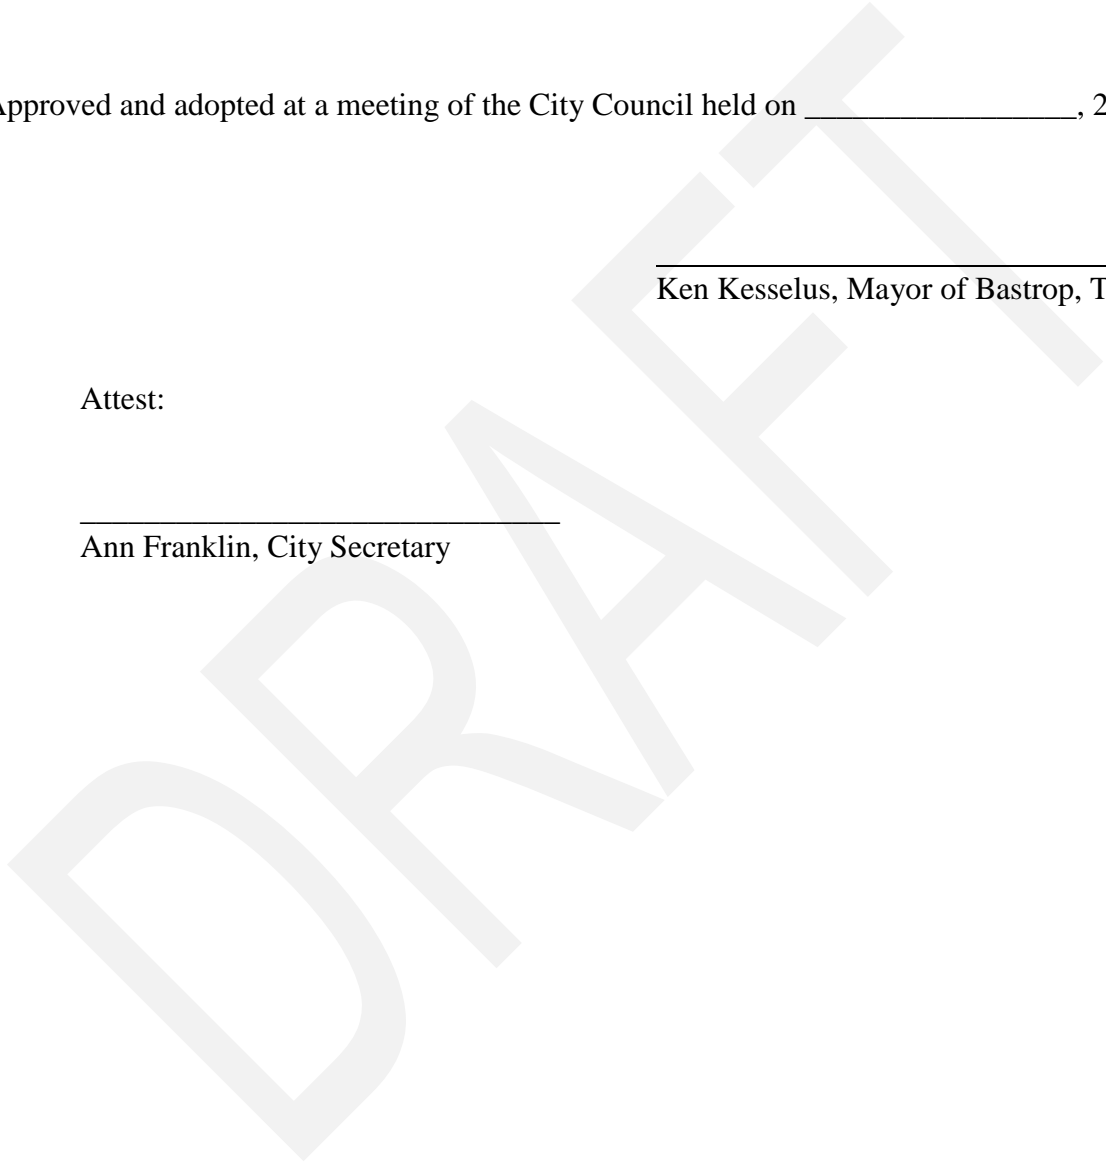 Approved and adopted at a meeting of the City Council held on _________________, 2
Ken Kesselus, Mayor of Bastrop, T
Attest:
______________________________
Ann Franklin, City Secretary
DRAFT